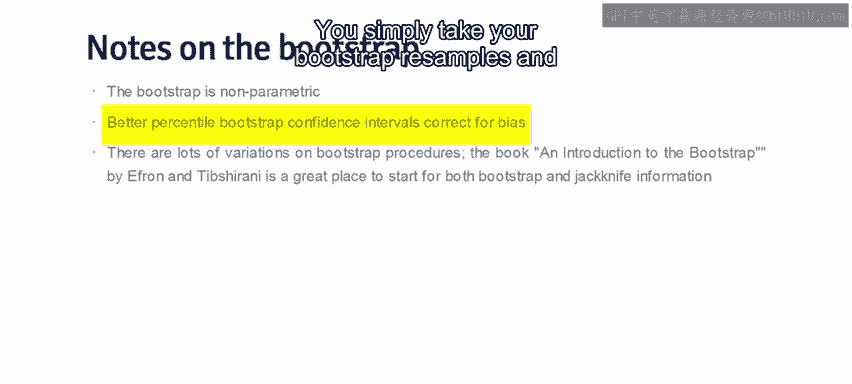 Notes on the bootstrap
You simply take your
bootstrap resamples and
· The bootstrap is non-parametric
· Better percentile bootstrap confidence intervals correct for bias
· There are lots of variations on bootstrap procedures; the book "An Introduction to the Bootstrap""
by Efron and Tibshirani is a great place to start for both bootstrap and jackknife information